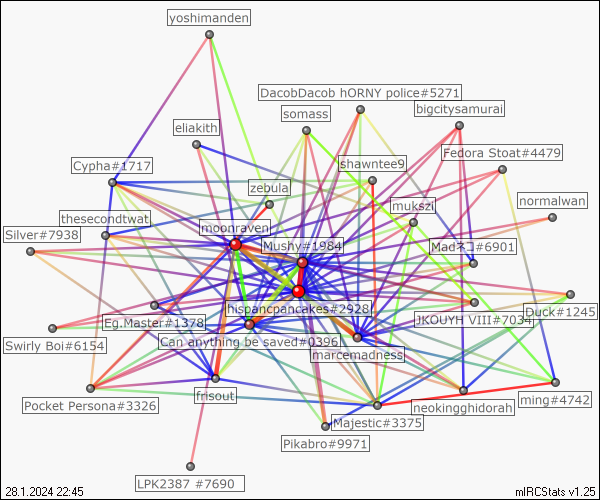 yoshimanden
DacobDacob hORNY police#5271
somass
bigcitysamurai
eliakith
shawntee9
Fedora Stoat#4479
Cypha#1717
zebula
normalwan
mukszi
thesecondtwat
moonraven
Silver#7938
Mushy#1984
Madネコ#6901
hispancpancakes#2928
Duck#1245
Eg.Master#1378
JKOUYH VIII#7034
Swirly Boi#6154
Can anything be saved#0396
marcemadness
frisout
Pocket Persona#3326
neokingghidorah
ming#4742
Majestic#3375
Pikabro#9971
LPK2387 #7690
28.1.2024 22:45
mIRCStats v1.25